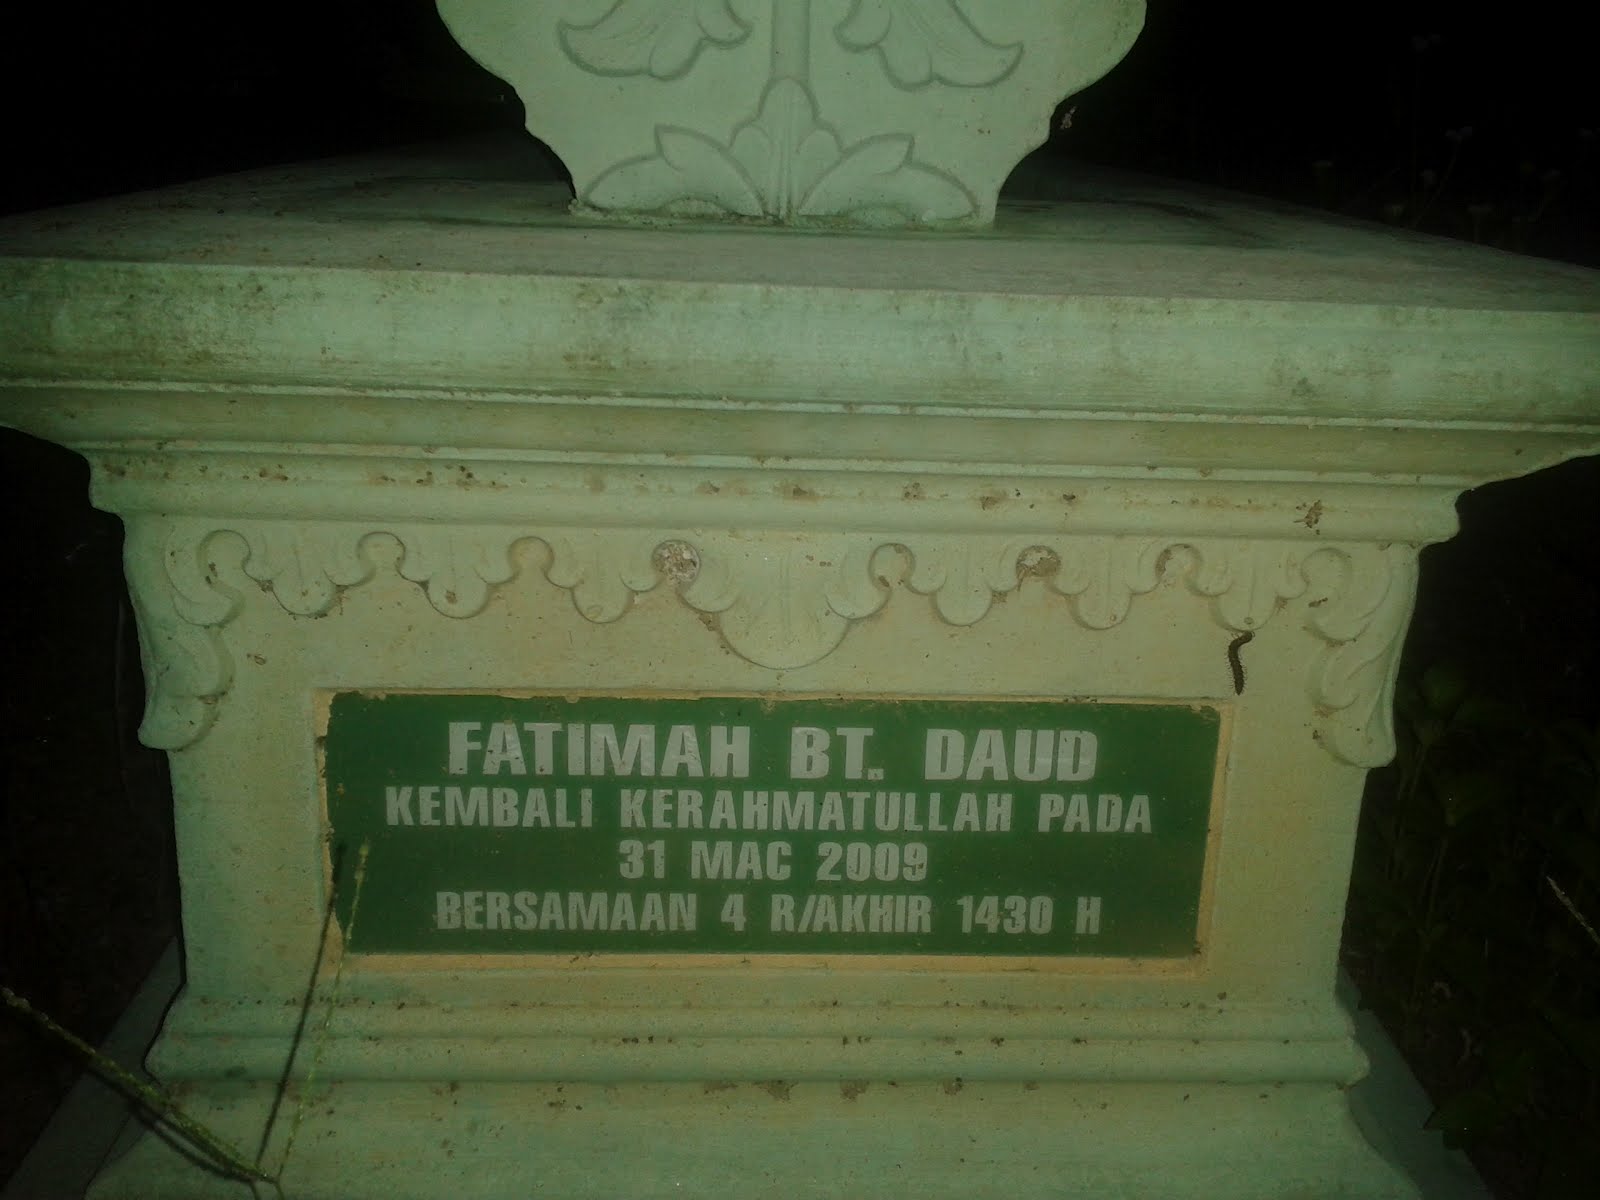 FATIMAH BT. DAUD
KEMBALI KERAHMATULLAH PADA
31 MAC 2009
BERSAMAAN 4 R/AKHIR 1430 H